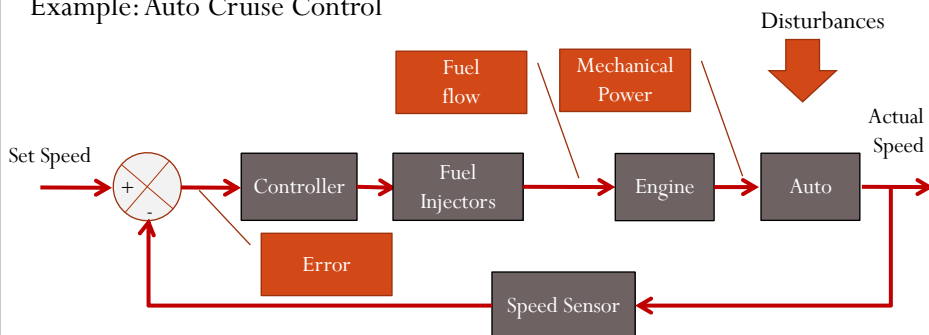 Example: Auto Cruise Control
Disturbances
Fuel
flow
Mechanical
Power
Actual
Speed
Set Speed
+
-
Controller
Fuel
Injectors
Engine
Auto
Error
Speed Sensor